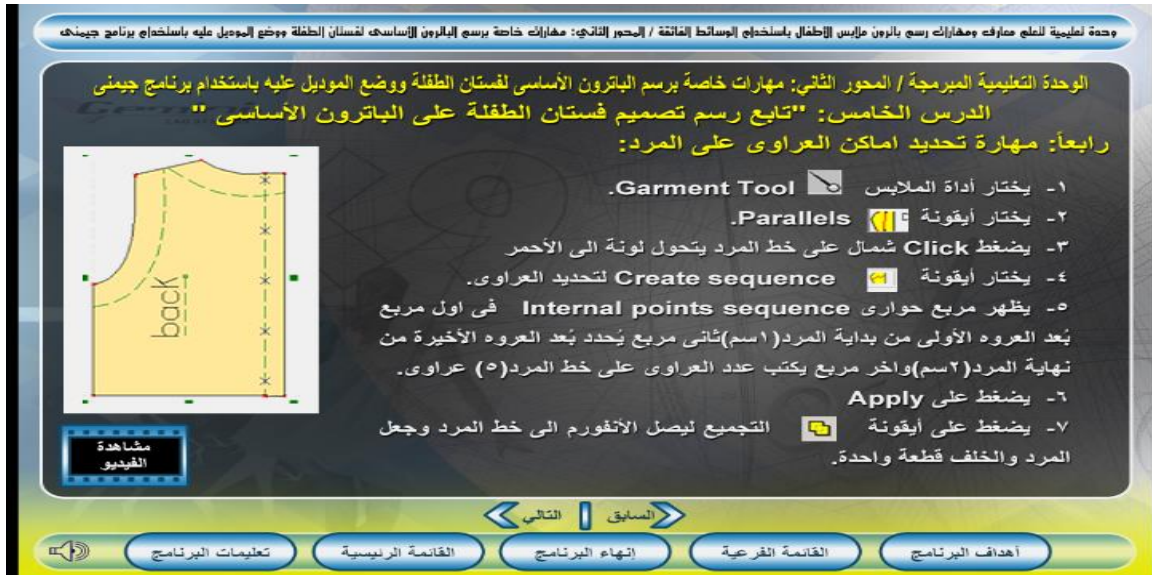 وحدة تعليمية لتعلم معارف ومهارات رسم باترون ملابس الأطفال باستخدام الوسائط الفائقة / المحور الثاني: مهارات خاصة برسم الباترون الأساسى لفستان الطفلة ووضع الموديل عليه باستخدام برنامج جيمنى
الوحدة التعليمية المبرمجة / المحور الثاني: مهارات خاصة برسم الباترون الأساسى لفستان الطفلة ووضع الموديل عليه باستخدام برنامج جيمنى
الدرس الخامس: "تابع رسم تصميم فستان الطفلة على الباترون الأساسى"
رابعاً: مهارة تحديد اماكن العراوى على المرد:
١- يختار أداة الملابس Garment Tool.
٢- يختار أيقونة Parallels.
٣- يضغط Click شمال على خط المرد يتحول لونة الى الأحمر
٤- يختار أيقونة Create sequence لتحديد العراوى.
٥- يظهر مربع حوارى Internal points sequence فى اول مربع
بُعد العروه الأولى من بداية المرد(١سم)ثانى مربع يُحدد بُعد العروه الأخيرة من
نهاية المرد(٢سم)واخر مربع يكتب عدد العراوى على خط المرد(٥) عراوى.
٦- يضغط على Apply
٧- يضغط على أيقونة التجميع ليصل الأنفورم الى خط المرد وجعل
المرد والخلف قطعة واحدة.
back
مشاهدة
الفيديو
السابق التالي
أهداف البرنامج القائمة الفرعية إنهاء البرنامج القائمة الرئيسية تعليمات البرنامج